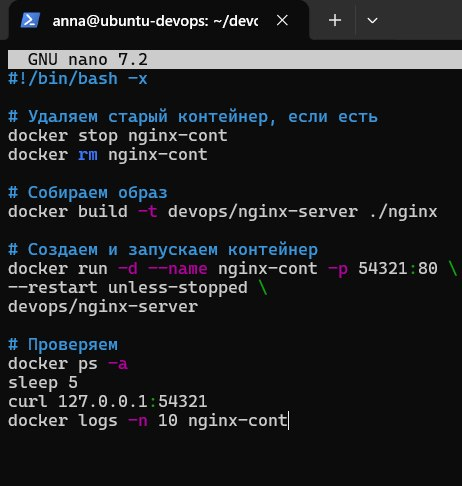 anna@ubuntu-devops: ~/devc
GNU nano 7.2
#!/bin/bash -x
# Удаляем старый контейнер, если есть
docker stop nginx-cont
docker rm nginx-cont
# Собираем образ
docker build -t devops/nginx-server ./nginx
# Создаем и запускаем контейнер
docker run -d --name nginx-cont -p 54321:80 \
--restart unless-stopped \
devops/nginx-server
# Проверяем
docker ps -a
sleep 5
curl 127.0.0.1:54321
docker logs -n 10 nginx-cont